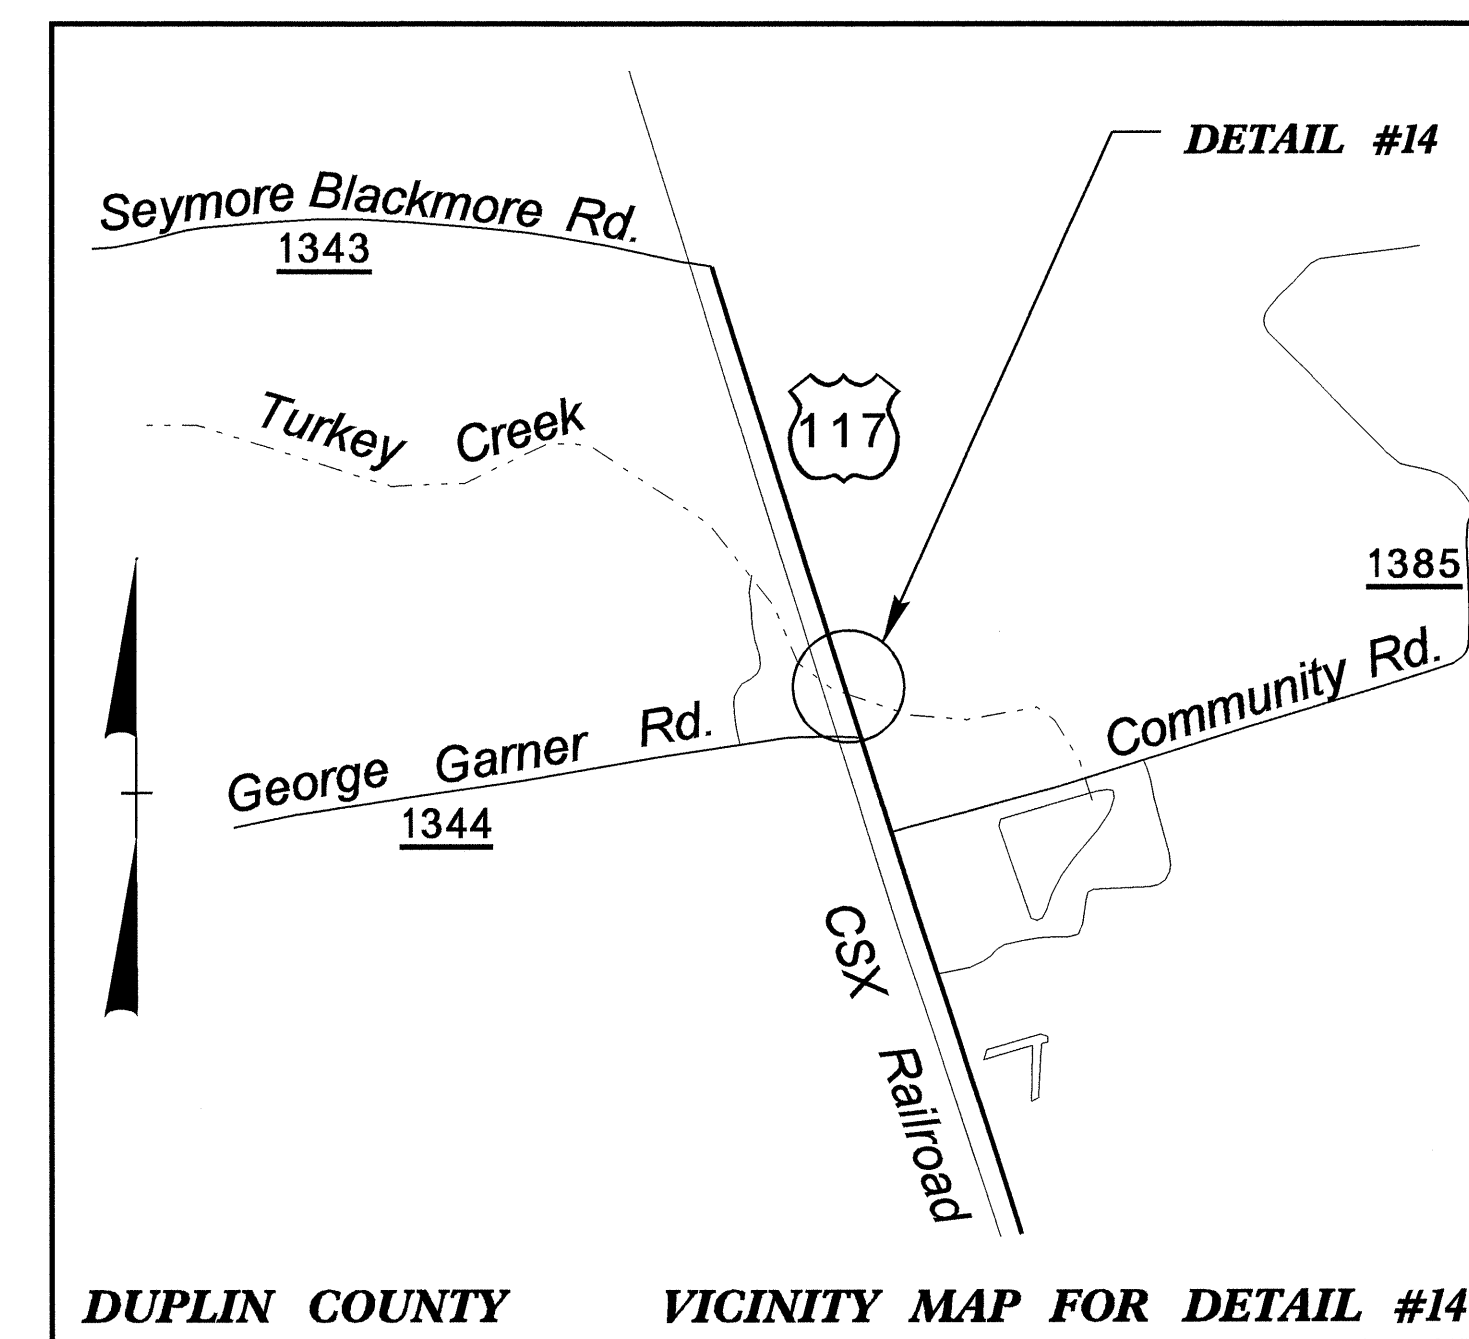 DETAIL #14
Seymore Blackmore Rd.
1343
Turkey Creek
117
1385
Community Rd.
George Garner Rd.
1344
CSX Railroad
DUPLIN COUNTY VICINITY MAP FOR DETAIL #14